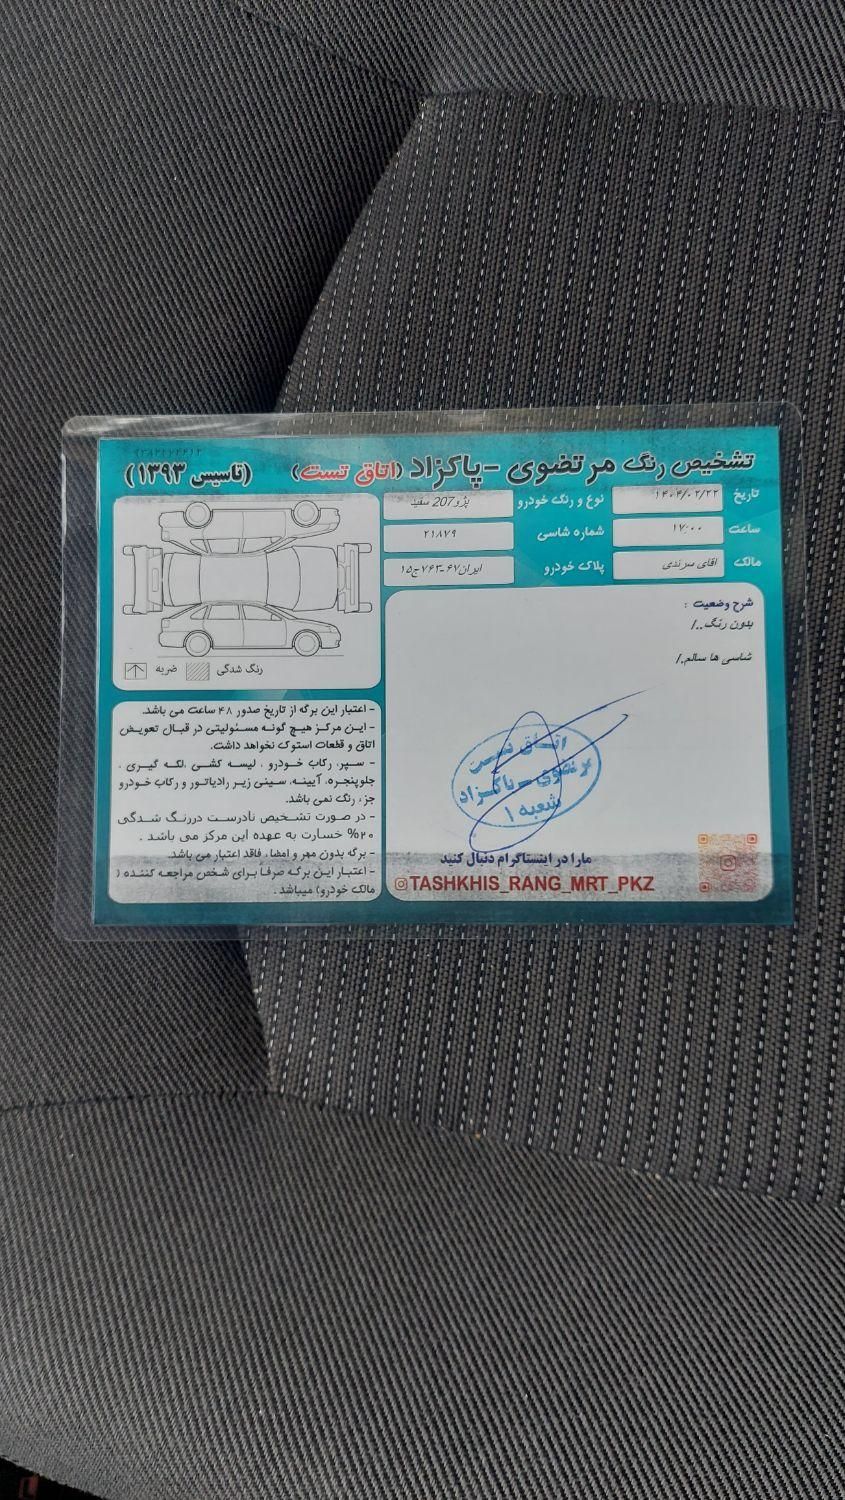 تشخیص رنگ مرتضوی - پاکزاد (اتاق تست) (تاسیس ۱۳۹۳)
تاریخ ۱۴۰۴/۰۲/۲۲ نوع و رنگ خودرو پژو 207 سفید
ساعت ۱۷:۰۰ شماره شاسی ۲۱۸۷۹
مالک اقای سرندی پلاک خودرو
شرح وضعیت :
بدون رنگ../
شاسی ها سالم./
رنگ شدگی ضربه
- اعتبار این برگه از تاریخ صدور ۴۸ ساعت می باشد.
- این مرکز هیچ گونه مسئولیتی در قبال تعویض
اتاق و قطعات استوک نخواهد داشت.
- سپر، رکاب خودرو ، لیسه کشی ،لکه گیری ،
جلوپنجره، آیینه، سینی زیر رادیاتور و رکاب خودرو
جزء رنگ نمی باشد.
- در صورت تشخیص نادرست دررنگ شدگی
۲۰% خسارت به عهده این مرکز می باشد .
- برگه بدون مهر و امضا، فاقد اعتبار می باشد.
- اعتبار این برگه صرفا برای شخص مراجعه کننده (
مالک خودرو) میباشد .
اتاق تست
مرتضوی - پاکزاد
شعبه ۱
مارا در اینستاگرام دنبال کنید
TASHKHIS_RANG_MRT_PKZ